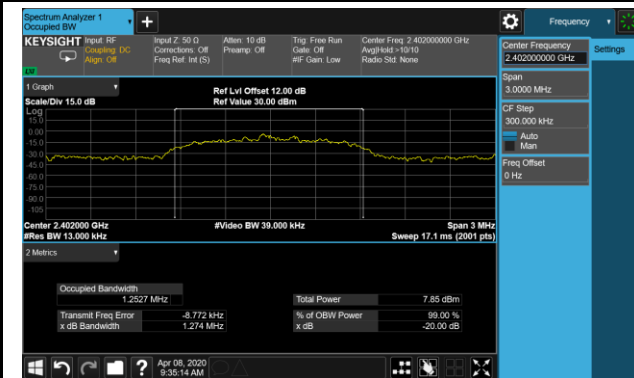 Spectrum Analyzer 1
Occupied BW
+
Frequency
KEYSIGHT
Input: RF
Coupling: DC
Align: Off
Input Z: 50 Ω
Corrections: Off
Freq Ref: Int (S)
Atten: 10 dB
Preamp: Off
Trig: Free Run
Gate: Off
#IF Gain: Low
Center Freq: 2.402000000 GHz
Avg|Hold:>10/10
Radio Std: None
Center Frequency
2.402000000 GHz
Settings
Span
3.0000 MHz
CF Step
300.000 kHz
Auto
Man
Freq Offset
0 Hz
1 Graph
Scale/Div 15.0 dB
Ref Lvl Offset 12.00 dB
Ref Value 30.00 dBm
Log
15.0
0.00
-15.0
-30.0
-45.0
-60.0
-75.0
-90.0
-105
Center 2.402000 GHz
#Res BW 13.000 kHz
#Video BW 39.000 kHz
Span 3 MHz
Sweep 17.1 ms (2001 pts)
2 Metrics
Occupied Bandwidth
1.2527 MHz
Total Power 7.85 dBm
Transmit Freq Error -8.772 kHz
% of OBW Power 99.00 %
x dB Bandwidth 1.274 MHz
x dB -20.00 dB
?
Apr 08, 2020
9:35:14 AM